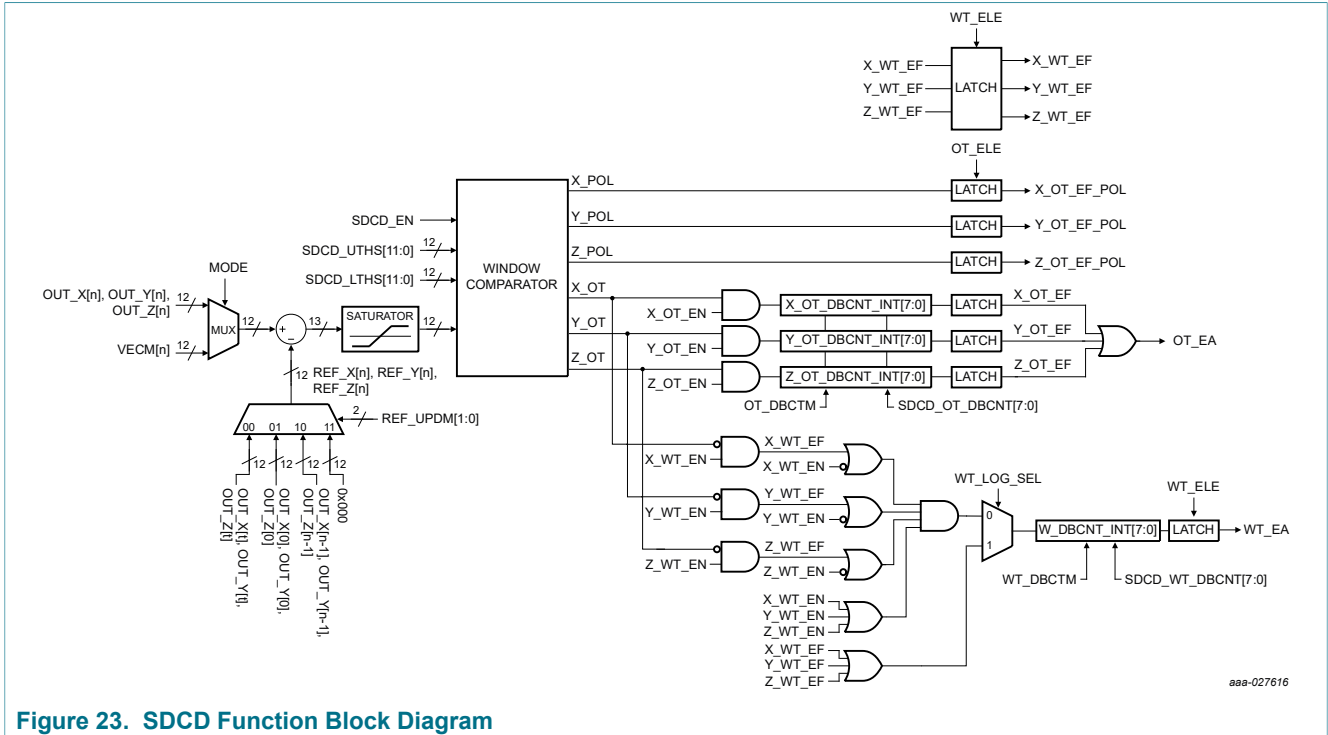 WT_ELE
X_WT_EF
Y_WT_EF
Z_WT_EF
LATCH
X_WT_EF
Y_WT_EF
Z_WT_EF
OT_ELE
X_POL
LATCH
X_OT_EF_POL
Y_POL
LATCH
Y_OT_EF_POL
Z_POL
LATCH
Z_OT_EF_POL
SDCD_EN
SDCD_UTHS[11:0]
12
SDCD_LTHS[11:0]
12
WINDOW
COMPARATOR
MODE
OUT_X[n], OUT_Y[n],
OUT_Z[n]
12
MUX
VECM[n]
12
12
+
−
13
SATURATOR
12
12
REF_X[n], REF_Y[n],
REF_Z[n]
2
REF_UPDM[1:0]
00 01 10 11
12 12 12 12
OUT_X[t], OUT_Y[t],
OUT_Z[t]
OUT_X[0], OUT_Y[0],
OUT_Z[0]
OUT_X[n-1], OUT_Y[n-1],
OUT_Z[n-1]
0x000
X_OT
X_OT_EN
X_OT_DBCNT_INT[7:0]
LATCH
X_OT_EF
Y_OT
Y_OT_EN
Y_OT_DBCNT_INT[7:0]
LATCH
Y_OT_EF
Z_OT
Z_OT_EN
Z_OT_DBCNT_INT[7:0]
LATCH
Z_OT_EF
OT_EA
OT_DBCTM
SDCD_OT_DBCNT[7:0]
X_WT_EN
X_WT_EF
X_WT_EN
Y_WT_EN
Y_WT_EF
Y_WT_EN
Z_WT_EN
Z_WT_EF
Z_WT_EN
X_WT_EN
Y_WT_EN
Z_WT_EN
X_WT_EF
Y_WT_EF
Z_WT_EF
WT_LOG_SEL
0
1
W_DBCNT_INT[7:0]
WT_ELE
LATCH
WT_EA
WT_DBCTM
SDCD_WT_DBCNT[7:0]
aaa-027616
Figure 23. SDCD Function Block Diagram